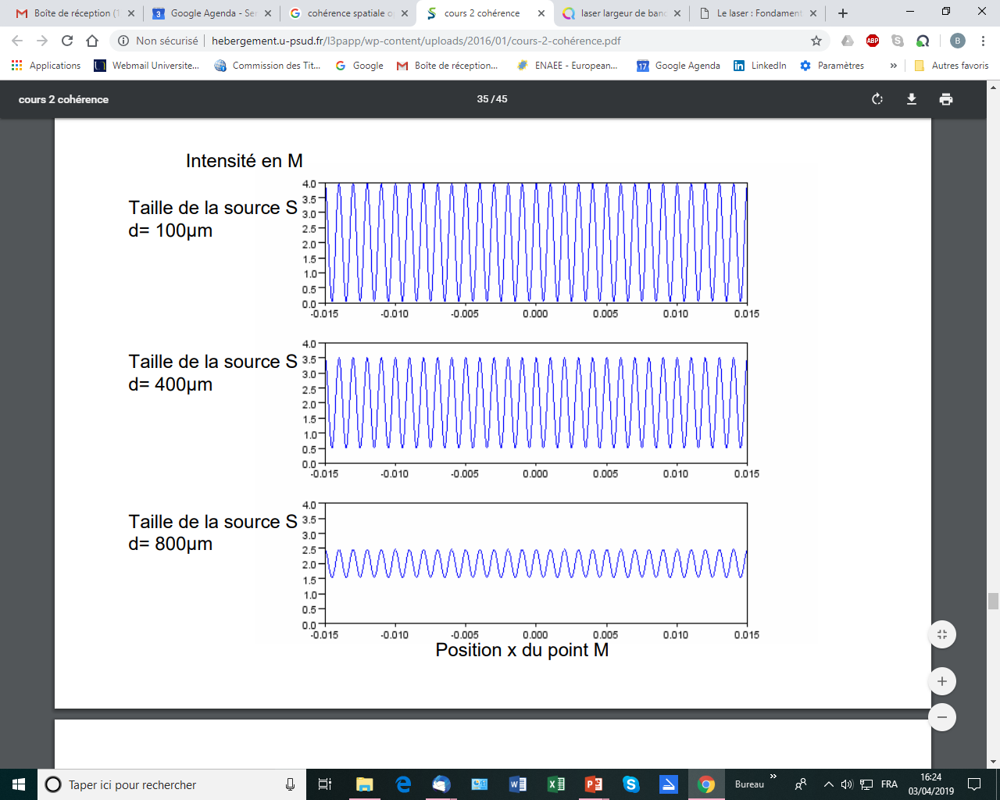 Boîte de réception (1
Google Agenda - Ser
cohérence spatiale o
cours 2 cohérence
laser largeur de band
Le laser : Fondament
Non sécurisé | hebergement.u-psud.fr/l3papp/wp-content/uploads/2016/01/cours-2-cohérence.pdf
ABP
B
Applications
Webmail Universite...
Commission des Tit...
Google
Boîte de réception...
ENAEE - European...
17
Google Agenda
LinkedIn
Paramètres
»
Autres favoris
cours 2 cohérence
35 / 45
Intensité en M
Taille de la source S
d= 100µm
4.0
3.5
3.0
2.5
2.0
1.5
1.0
0.5
0.0
-0.015 -0.010 -0.005 0.000 0.005 0.010 0.015
Taille de la source S
d= 400µm
4.0
3.5
3.0
2.5
2.0
1.5
1.0
0.5
0.0
-0.015 -0.010 -0.005 0.000 0.005 0.010 0.015
Taille de la source S
d= 800µm
4.0
3.5
3.0
2.5
2.0
1.5
1.0
0.5
0.0
-0.015 -0.010 -0.005 0.000 0.005 0.010 0.015
Position x du point M
Taper ici pour rechercher
Bureau
»
FRA
16:24
03/04/2019